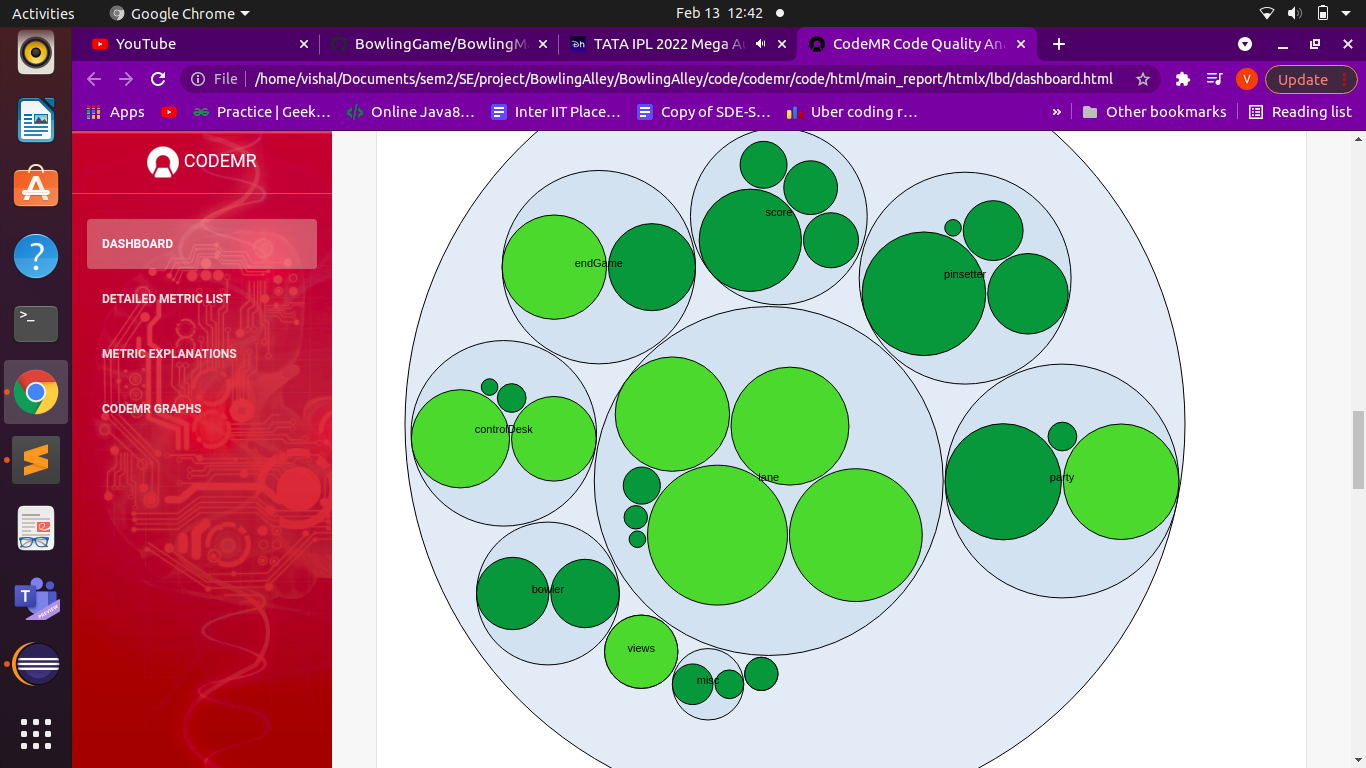 Activities Google Chrome Feb 13 12:42
YouTube BowlingGame/BowlingM TATA IPL 2022 Mega Au CodeMR Code Quality An
File /home/vishal/Documents/sem2/SE/project/BowlingAlley/BowlingAlley/code/codemr/code/html/main_report/htmlx/lbd/dashboard.html V Update
Apps Practice | Geek… Online Java8… Inter IIT Place… Copy of SDE-S… Uber coding r… » Other bookmarks Reading list
CODEMR
DASHBOARD
DETAILED METRIC LIST
METRIC EXPLANATIONS
CODEMR GRAPHS
score
endGame
pinsetter
controlDesk
lane
party
bowler
views
misc